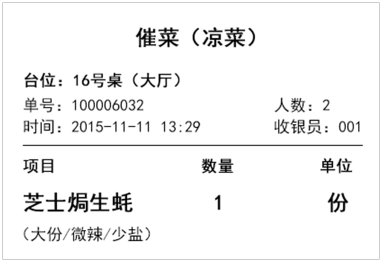 催菜（凉菜）
台位：16号桌（大厅）
单号：100006032 人数：2
时间：2015-11-11 13:29 收银员：001
项目 数量 单位
芝士焗生蚝 1 份
（大份/微辣/少盐）